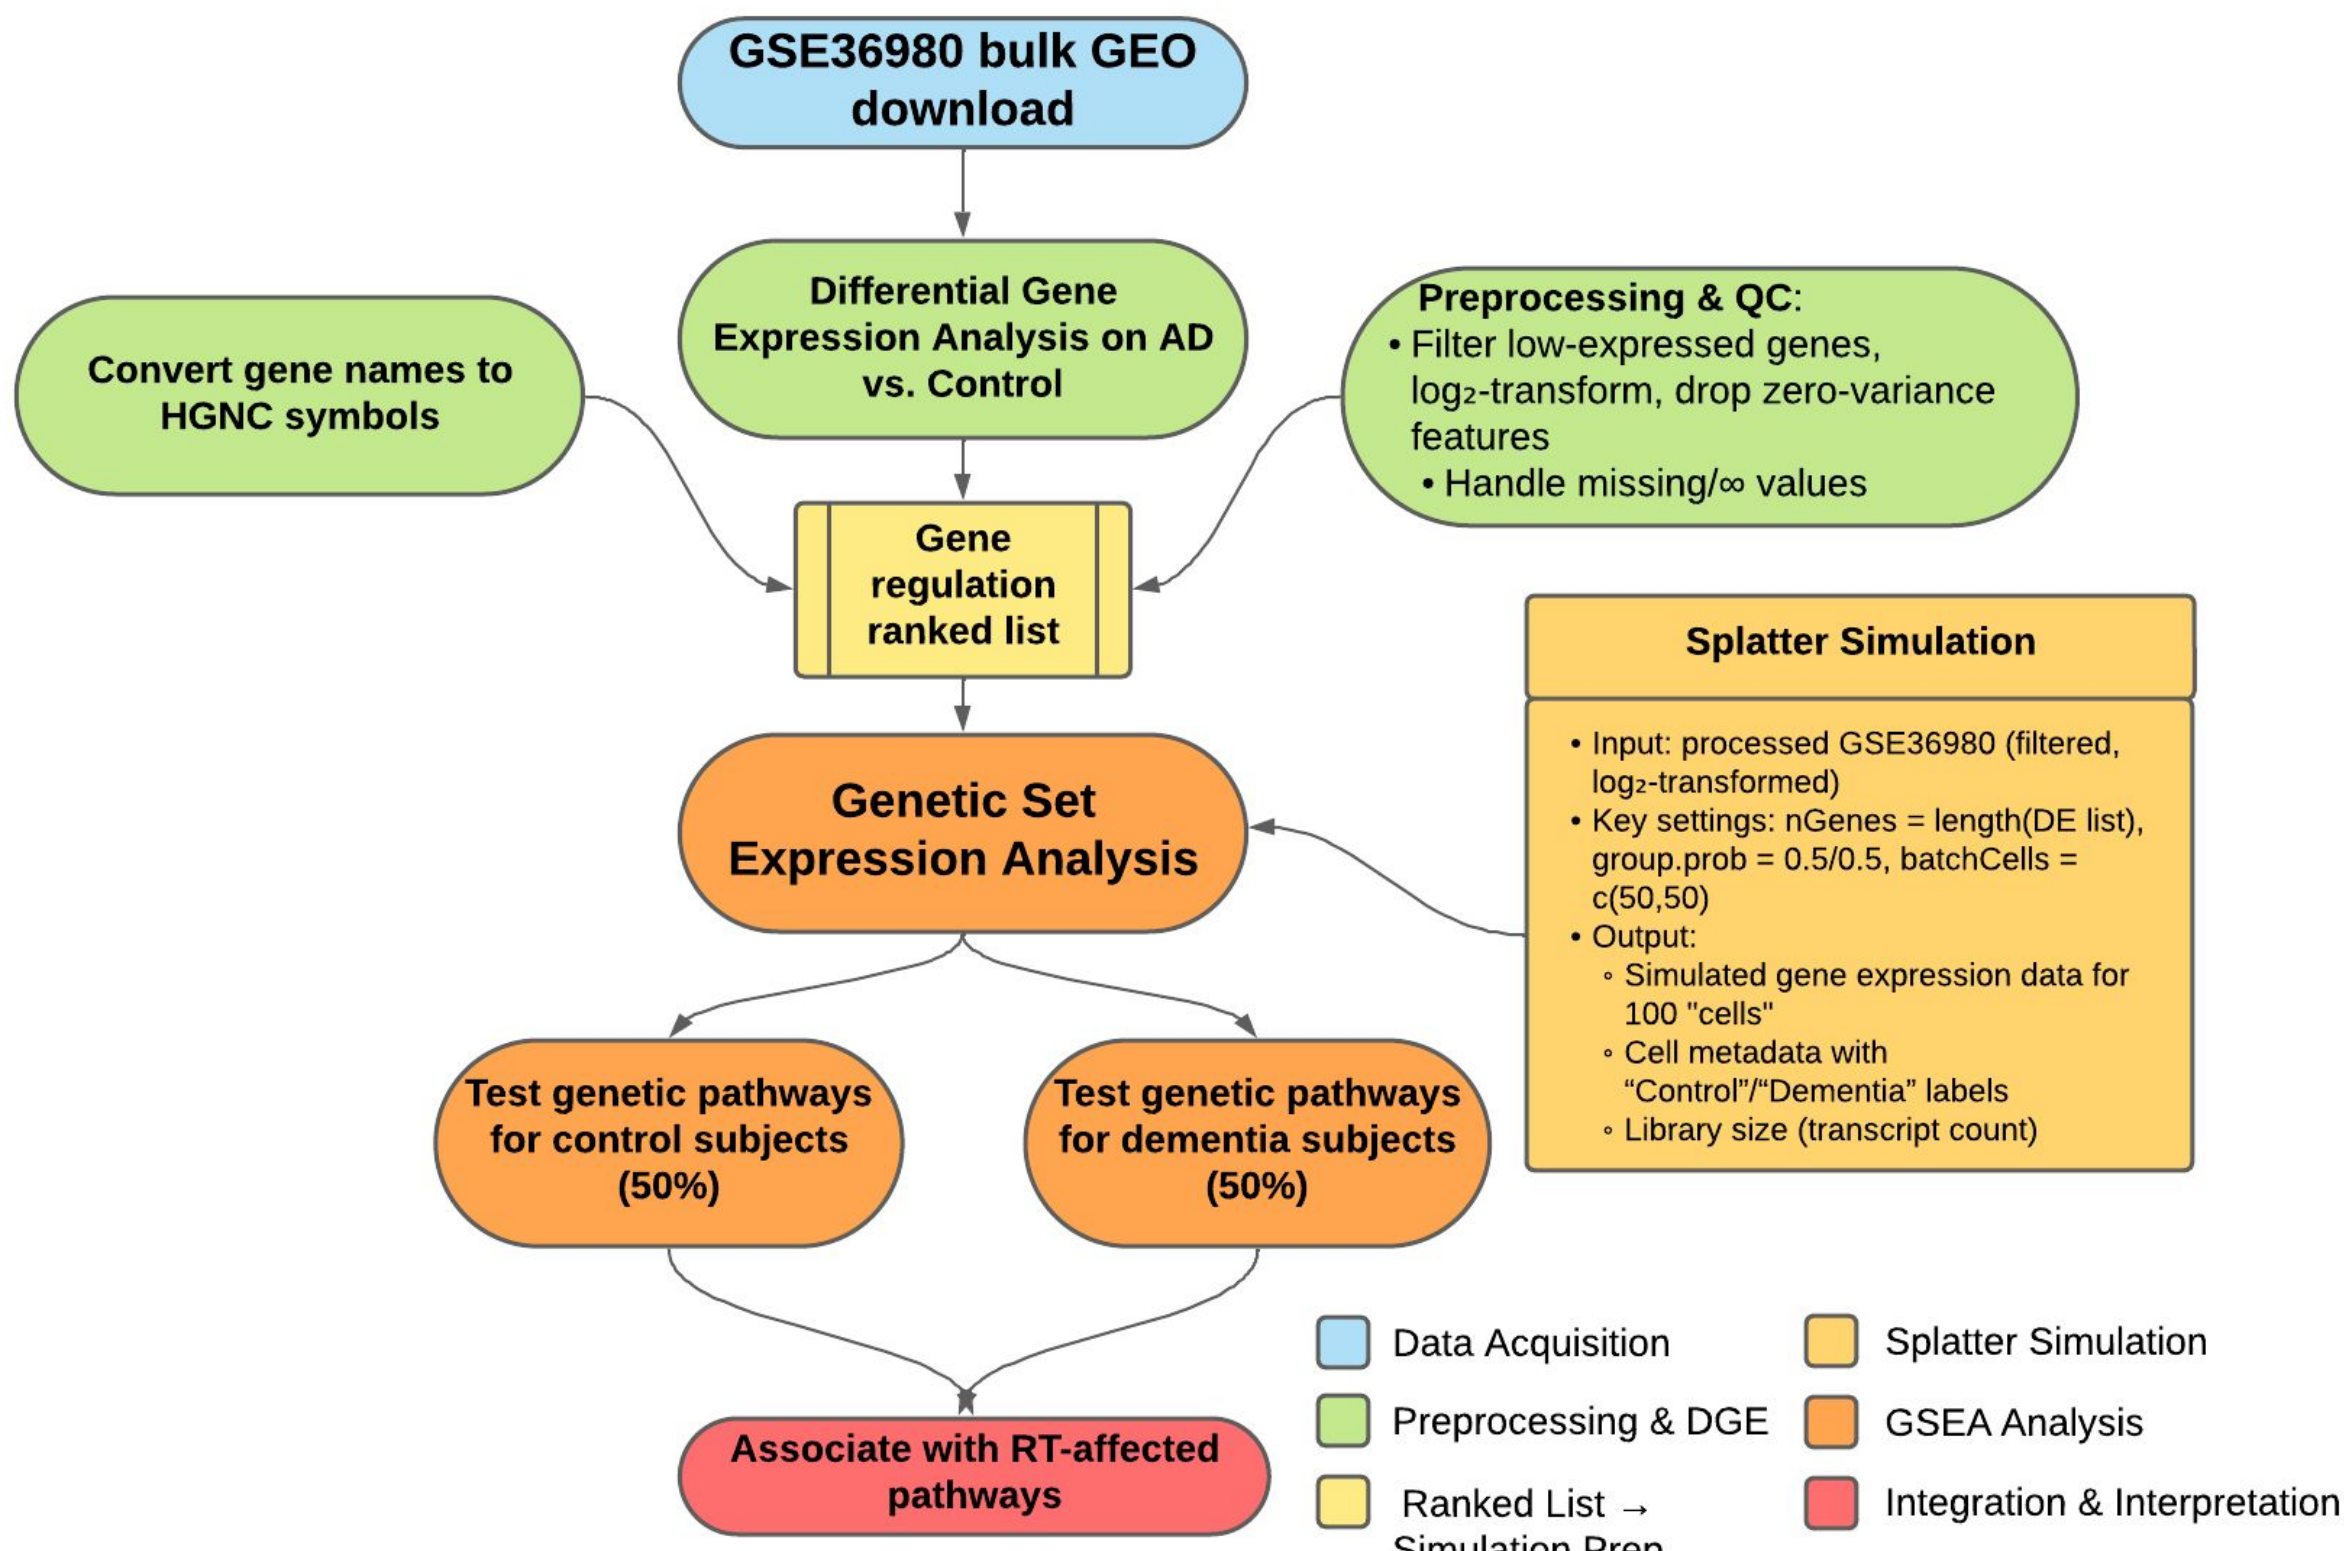 GSE36980 bulk GEO
download
Differential Gene
Expression Analysis on AD
vs. Control
Convert gene names to
HGNC symbols
Preprocessing & QC:
• Filter low-expressed genes,
log₂-transform, drop zero-variance
features
• Handle missing/∞ values
Gene
regulation
ranked list
Splatter Simulation
• Input: processed GSE36980 (filtered,
log₂-transformed)
• Key settings: nGenes = length(DE list),
group.prob = 0.5/0.5, batchCells =
c(50,50)
• Output:
◦ Simulated gene expression data for
100 "cells"
◦ Cell metadata with
“Control”/“Dementia” labels
◦ Library size (transcript count)
Genetic Set
Expression Analysis
Test genetic pathways
for control subjects
(50%)
Test genetic pathways
for dementia subjects
(50%)
Associate with RT-affected
pathways
Data Acquisition
Preprocessing & DGE
Ranked List →
Simulation Prep
Splatter Simulation
GSEA Analysis
Integration & Interpretation